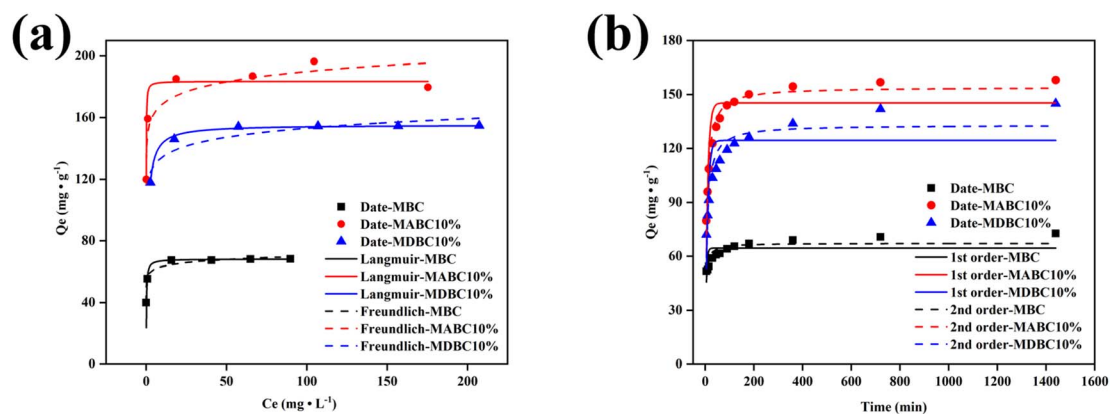 (a)
200
160
120
80
40
0
Qe (mg • g⁻¹)
0
50
100
150
200
Ce (mg • L⁻¹)
Date-MBC
Date-MABC10%
Date-MDBC10%
Langmuir-MBC
Langmuir-MABC10%
Langmuir-MDBC10%
Freundlich-MBC
Freundlich-MABC10%
Freundlich-MDBC10%
(b)
180
150
120
90
60
30
0
Qe (mg • g⁻¹)
0
200
400
600
800
1000
1200
1400
Time (min)
Date-MBC
Date-MABC10%
Date-MDBC10%
1st order-MBC
1st order-MABC10%
1st order-MDBC10%
2nd order-MBC
2nd order-MABC10%
2nd order-MDBC10%